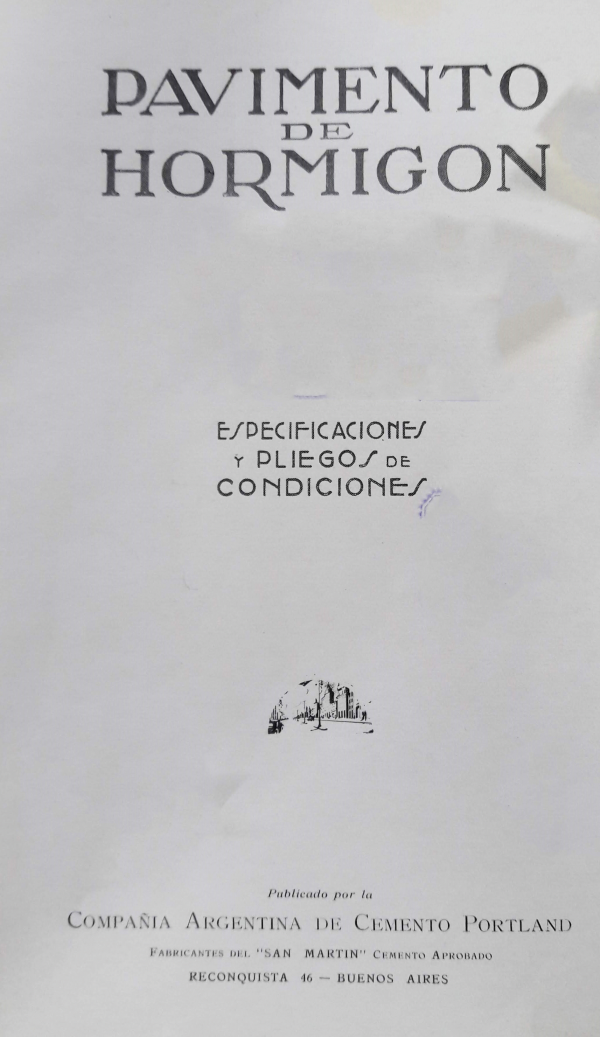 PAVIMENTO
DE
HORMIGON
ESPECIFICACIONES
Y PLIEGOS DE
CONDICIONES
Publicado por la
COMPAÑIA ARGENTINA DE CEMENTO PORTLAND
FABRICANTES DEL "SAN MARTIN" CEMENTO APROBADO
RECONQUISTA 46 — BUENOS AIRES